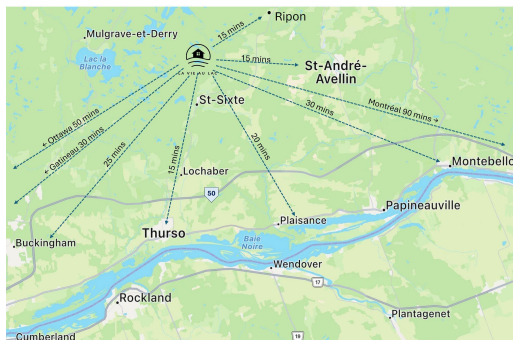 Ripon
15 mins
Mulgrave-et-Derry
Lac la
Blanche
LA VIE AU LAC
15 mins
St-André-
Avellin
St-Sixte
30 mins
Montréal 90 mins →
← Ottawa 50 mins
← Gatineau 30 mins
25 mins
15 mins
20 mins
Lochaber
50
Montebello
Papineauville
Plaisance
Thurso
Baie
Noire
Buckingham
Wendover
17
Rockland
Plantagenet
Cumberland